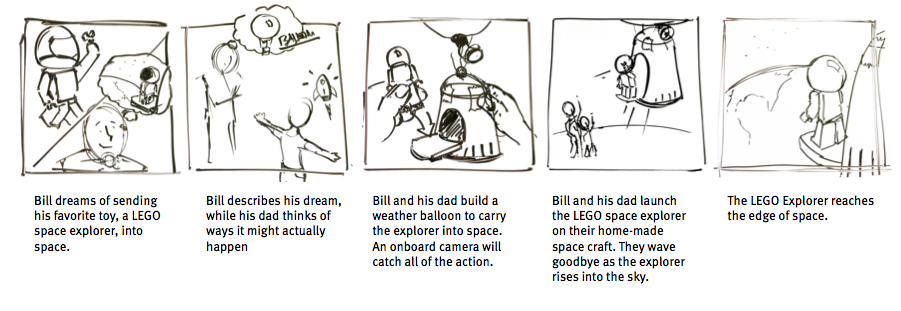 BALLOON
Bill dreams of sending
his favorite toy, a LEGO
space explorer, into
space.
Bill describes his dream,
while his dad thinks of
ways it might actually
happen
Bill and his dad build a
weather balloon to carry
the explorer into space.
An onboard camera will
catch all of the action.
Bill and his dad launch
the LEGO space explorer
on their home-made
space craft. They wave
goodbye as the explorer
rises into the sky.
The LEGO Explorer reaches
the edge of space.